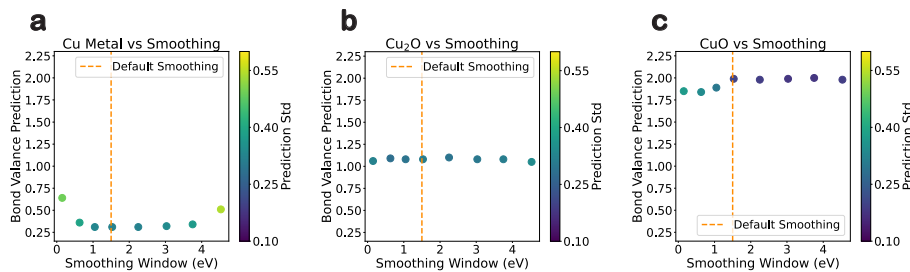 a
Cu Metal vs Smoothing
Bond Valance Prediction
2.25
2.00
1.75
1.50
1.25
1.00
0.75
0.50
0.25
Default Smoothing
0 1 2 3 4
Smoothing Window (eV)
0.55
0.40
0.25
0.10
Prediction Std
b
Cu₂O vs Smoothing
Bond Valance Prediction
2.25
2.00
1.75
1.50
1.25
1.00
0.75
0.50
0.25
Default Smoothing
0 1 2 3 4
Smoothing Window (eV)
0.55
0.40
0.25
0.10
Prediction Std
c
CuO vs Smoothing
Bond Valance Prediction
2.25
2.00
1.75
1.50
1.25
1.00
0.75
0.50
0.25
Default Smoothing
0 1 2 3 4
Smoothing Window (eV)
0.55
0.40
0.25
0.10
Prediction Std